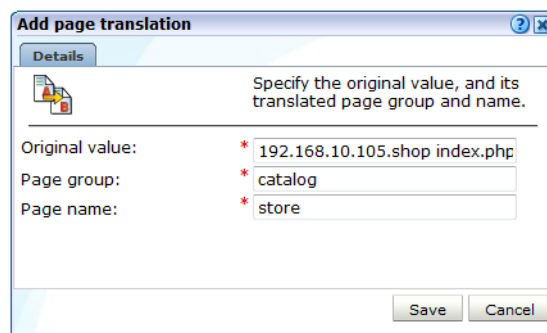 Add page translation
Details
Specify the original value, and its
translated page group and name.
Original value: * 192.168.10.105.shop index.php
Page group: * catalog
Page name: * store
Save Cancel